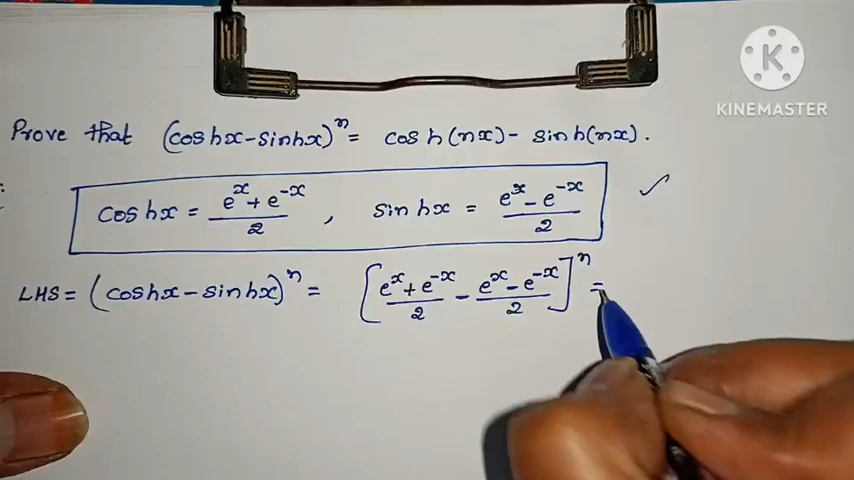 K
KINEMASTER
Prove that (coshx-sinhx)^n = cosh(nx)- sinh(nx).
:
coshx = (e^x+e^-x)/2 , sinhx = (e^x-e^-x)/2 ✓
LHS= (coshx-sinhx)^n = [(e^x+e^-x)/2 - (e^x-e^-x)/2]^n =